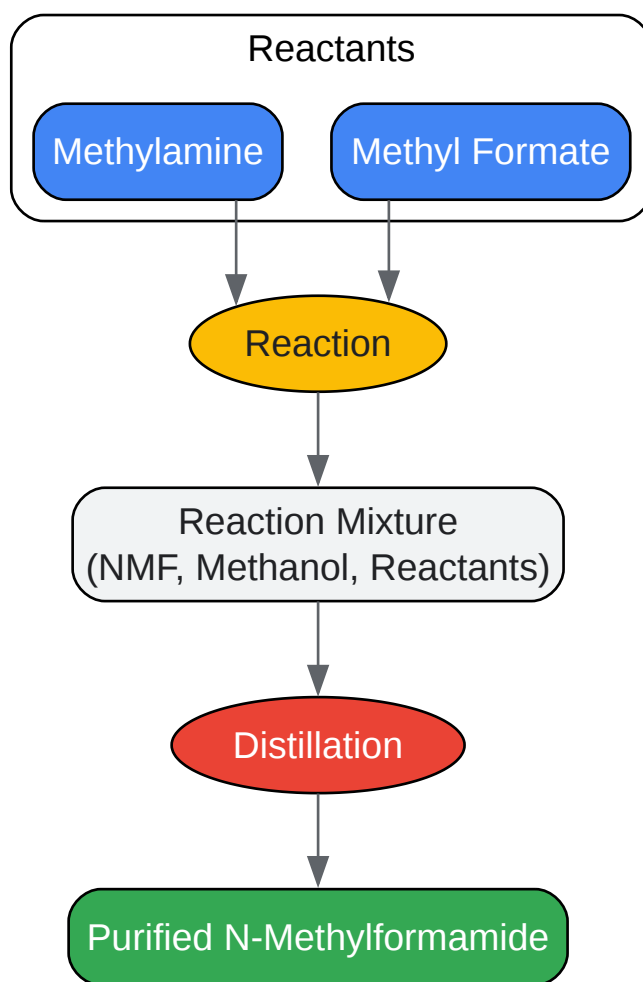 Reactants
Methylamine
Methyl Formate
Reaction
Reaction Mixture
(NMF, Methanol, Reactants)
Distillation
Purified N-Methylformamide